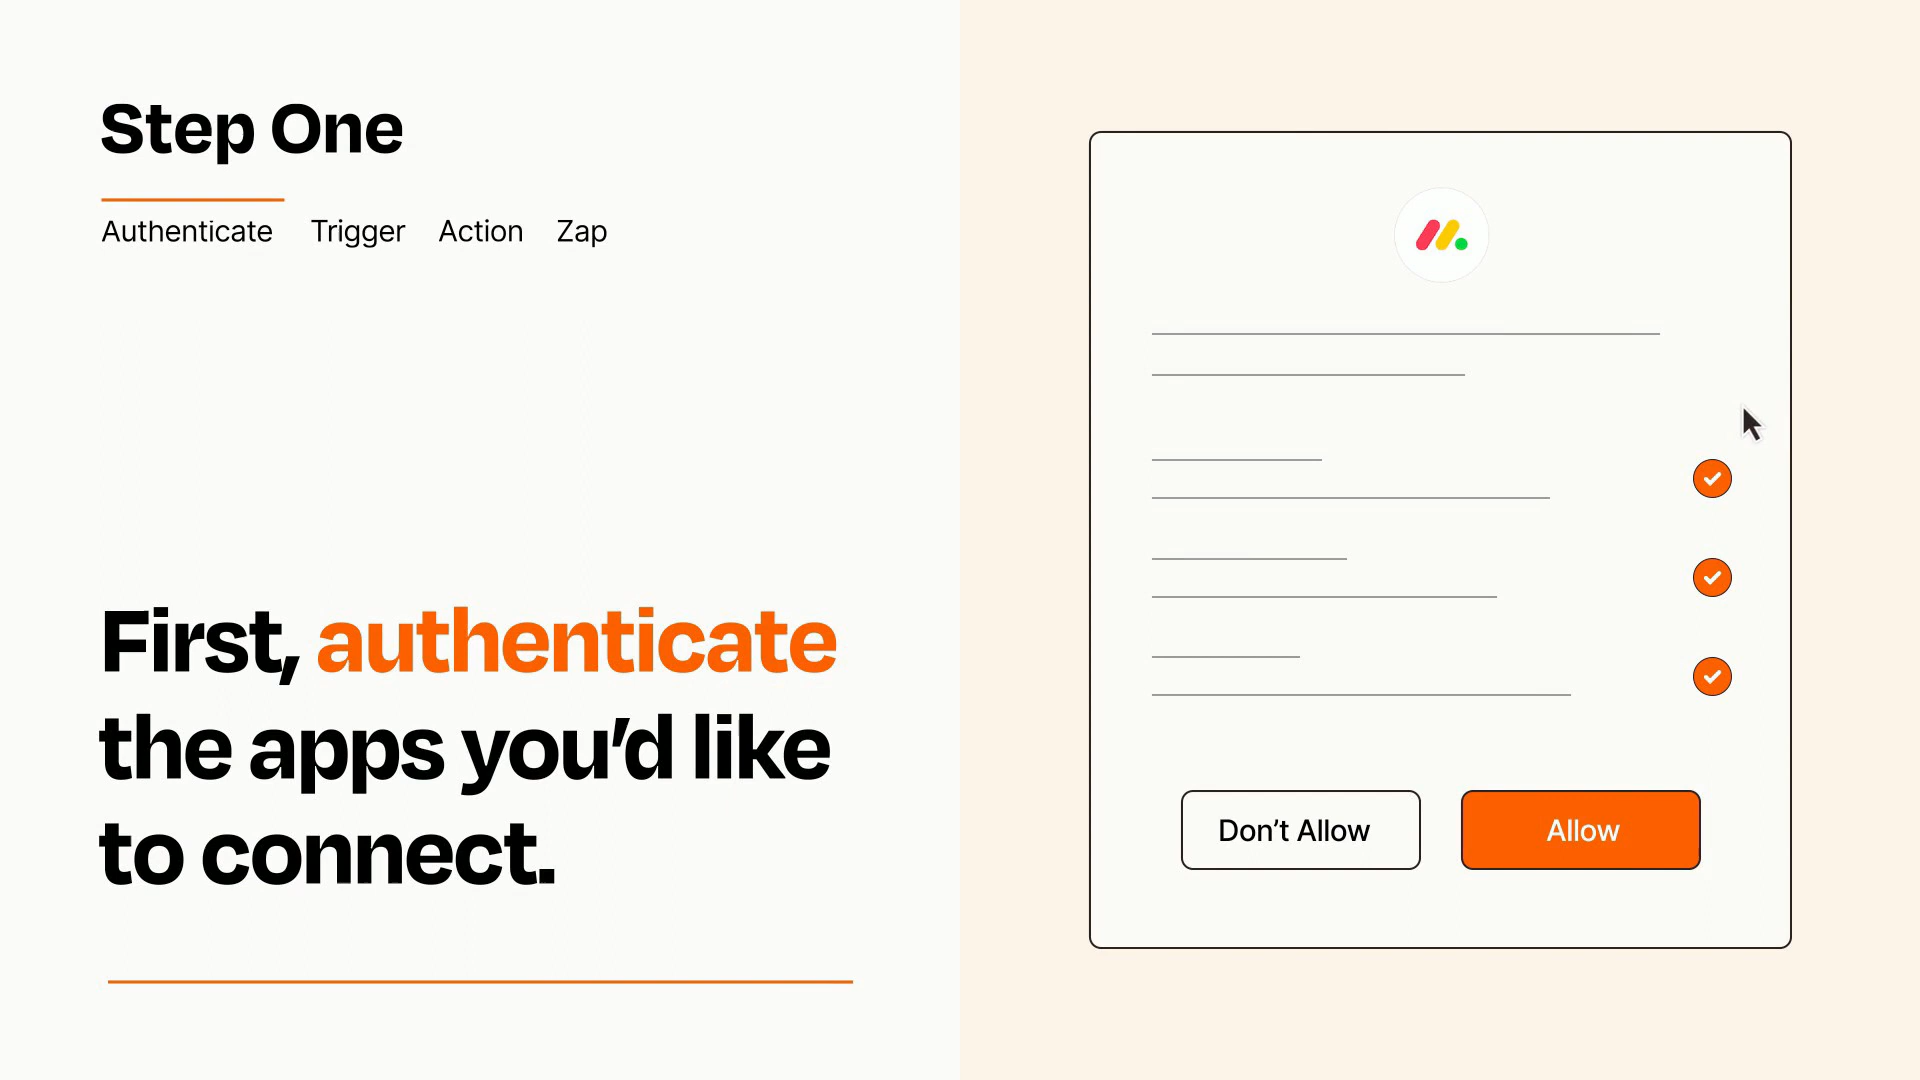 Step One
Authenticate Trigger Action Zap
First, authenticate
the apps you’d like
to connect.
Don’t Allow
Allow